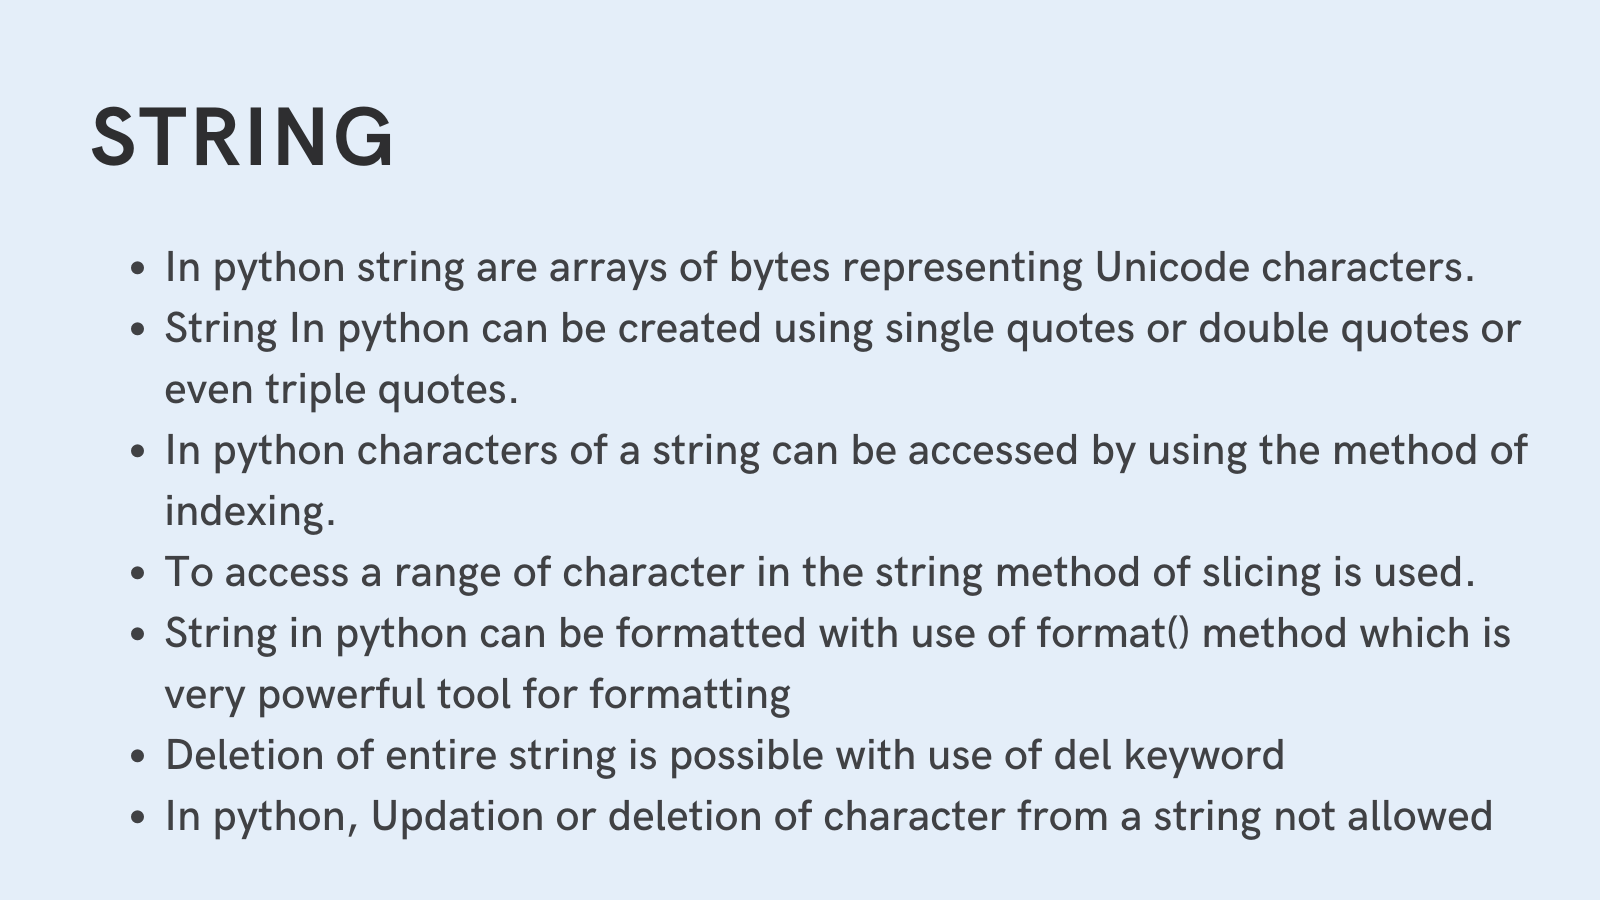 STRING
• In python string are arrays of bytes representing Unicode characters.
• String In python can be created using single quotes or double quotes or
even triple quotes.
• In python characters of a string can be accessed by using the method of
indexing.
• To access a range of character in the string method of slicing is used.
• String in python can be formatted with use of format() method which is
very powerful tool for formatting
• Deletion of entire string is possible with use of del keyword
• In python, Updation or deletion of character from a string not allowed